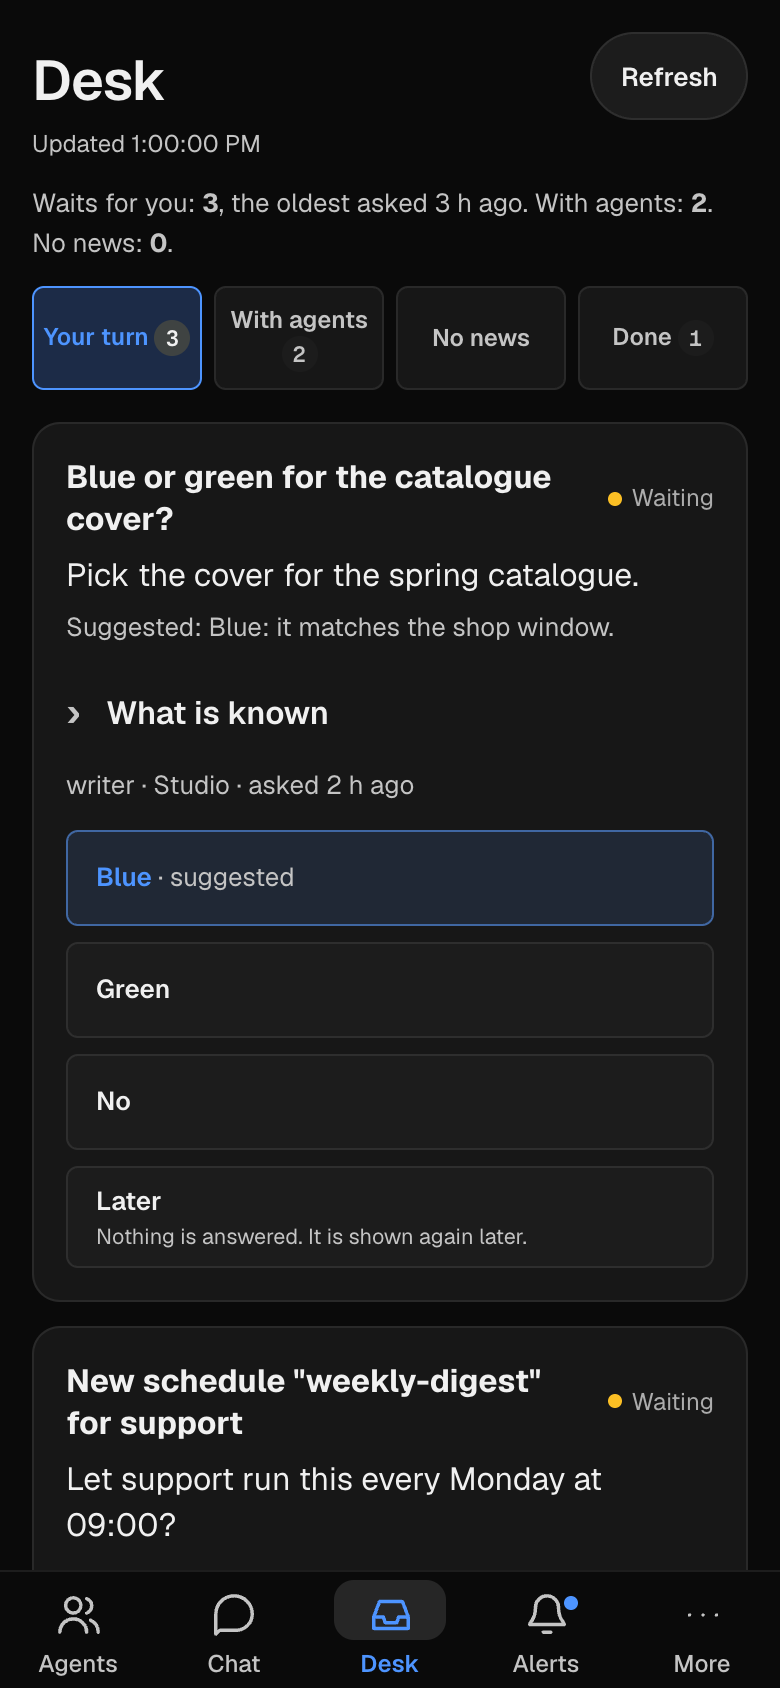 Desk
Refresh
Updated 1:00:00 PM
Waits for you: 3, the oldest asked 3 h ago. With agents: 2.
No news: 0.
Your turn 3
With agents
2
No news
Done 1
Blue or green for the catalogue
cover?
Waiting
Pick the cover for the spring catalogue.
Suggested: Blue: it matches the shop window.
› What is known
writer · Studio · asked 2 h ago
Blue · suggested
Green
No
Later
Nothing is answered. It is shown again later.
New schedule "weekly-digest"
for support
Waiting
Let support run this every Monday at
09:00?
Agents
Chat
Desk
Alerts
More